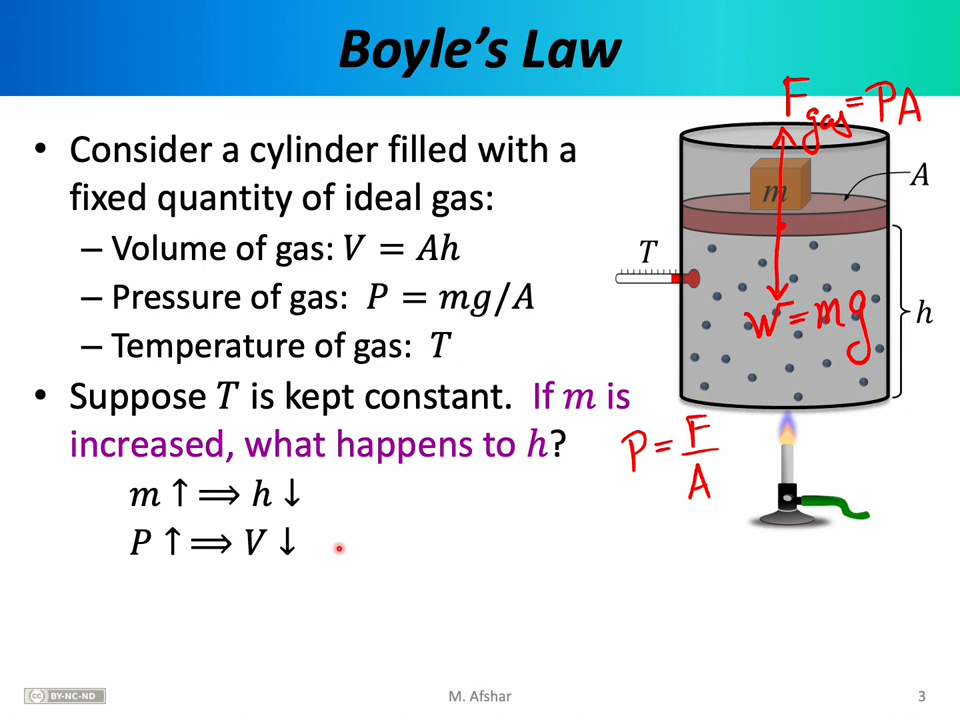 Boyle's Law
• Consider a cylinder filled with a
fixed quantity of ideal gas:
– Volume of gas: V = Ah
– Pressure of gas: P = mg/A
– Temperature of gas: T
• Suppose T is kept constant. If m is
increased, what happens to h?
m ↑⟹ h ↓
P ↑⟹ V ↓
F gas = PA
m
A
T
W = mg
h
P = F/A
CC BY-NC-ND
M. Afshar
3